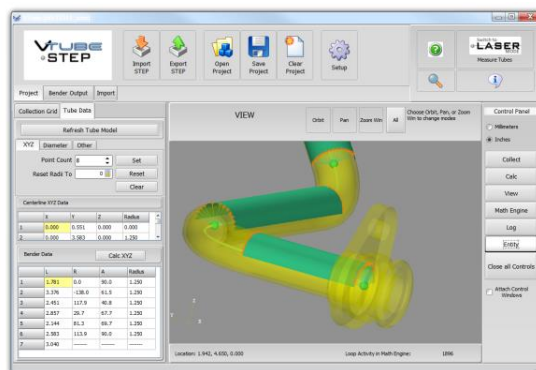 VTUBE
STEP
Import STEP
Export STEP
Open Project
Save Project
Clear Project
Setup
Switch to
LASER
Measure Tubes
Project
Bender Output
Import
Collection Grid
Tube Data
Refresh Tube Model
XYZ
Diameter
Other
Point Count 8
Set
Reset Radii To 0
Reset
Clear
Centerline XYZ Data
X Y Z Radius
1 0.000 0.551 0.000 0.000
2 0.000 3.583 0.000 1.250
Bender Data
Calc XYZ
L R A Radius
1 1.781 0.0 90.0 1.250
2 3.376 -138.0 61.5 1.250
3 2.451 117.9 40.8 1.250
4 2.857 29.7 67.7 1.250
5 2.144 81.3 68.7 1.250
6 2.983 113.9 90.0 1.250
7 3.040 ------ ------ ------
VIEW
Orbit
Pan
Zoom Win
All
Choose Orbit, Pan, or Zoom
Win to change modes
Z
Y
X
Location: 1.942, 4.000, 0.000
Loop Activity in Math Engine: 1096
Control Panel
Millimeters
Inches
Collect
Calc
View
Math Engine
Log
Entity
Close all Controls
Attach Control
Windows